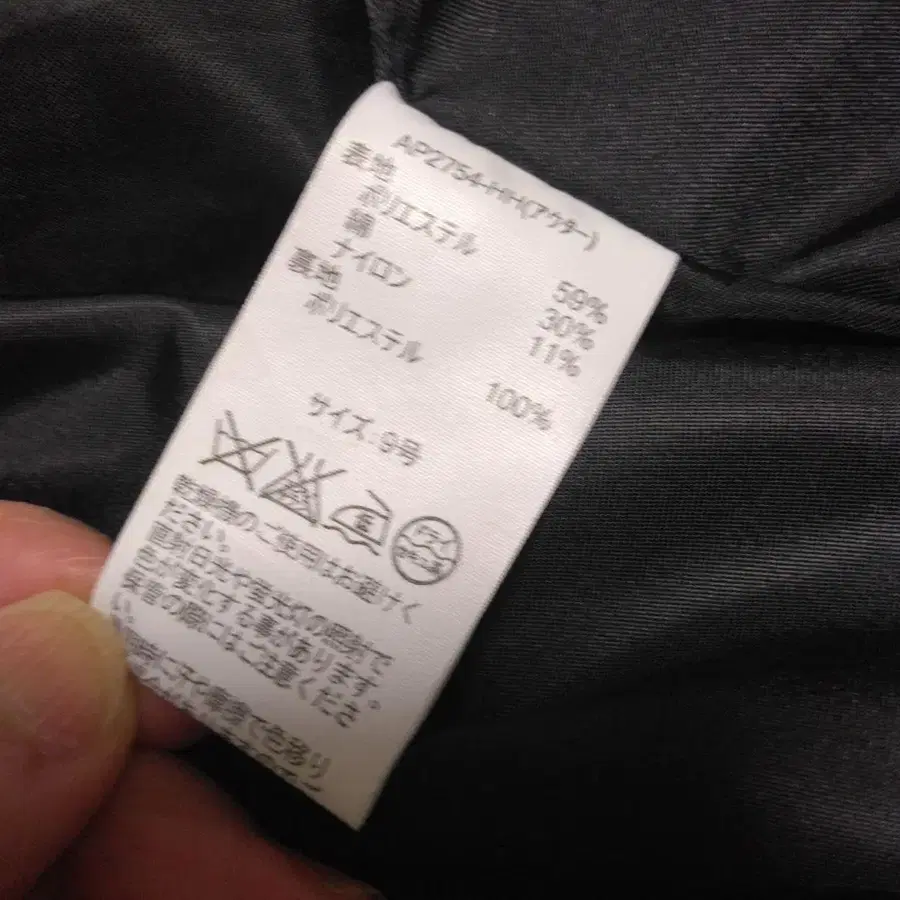 AP2754-HH(アウター)
表地
ポリエステル 59%
綿 30%
ナイロン 11%
裏地
ポリエステル 100%
サイズ:9号
乾燥機のご使用はお避けく
ださい。
直射日光や蛍光灯の照射で
色が変化する事があります。
保管の際にはご注意くださ
い。
で色移り